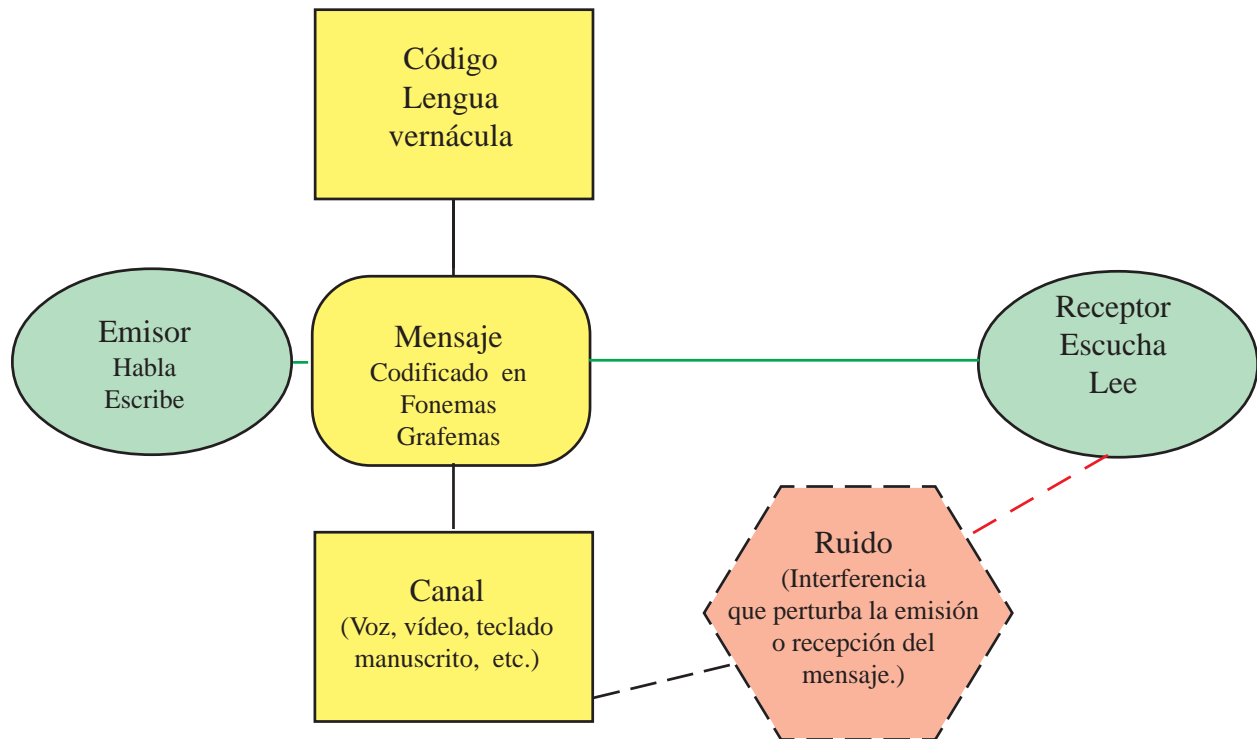 Código
Lengua
vernácula
Emisor
Habla
Escribe
Mensaje
Codificado en
Fonemas
Grafemas
Receptor
Escucha
Lee
Canal
(Voz, vídeo, teclado
manuscrito, etc.)
Ruido
(Interferencia
que perturba la emisión
o recepción del
mensaje.)